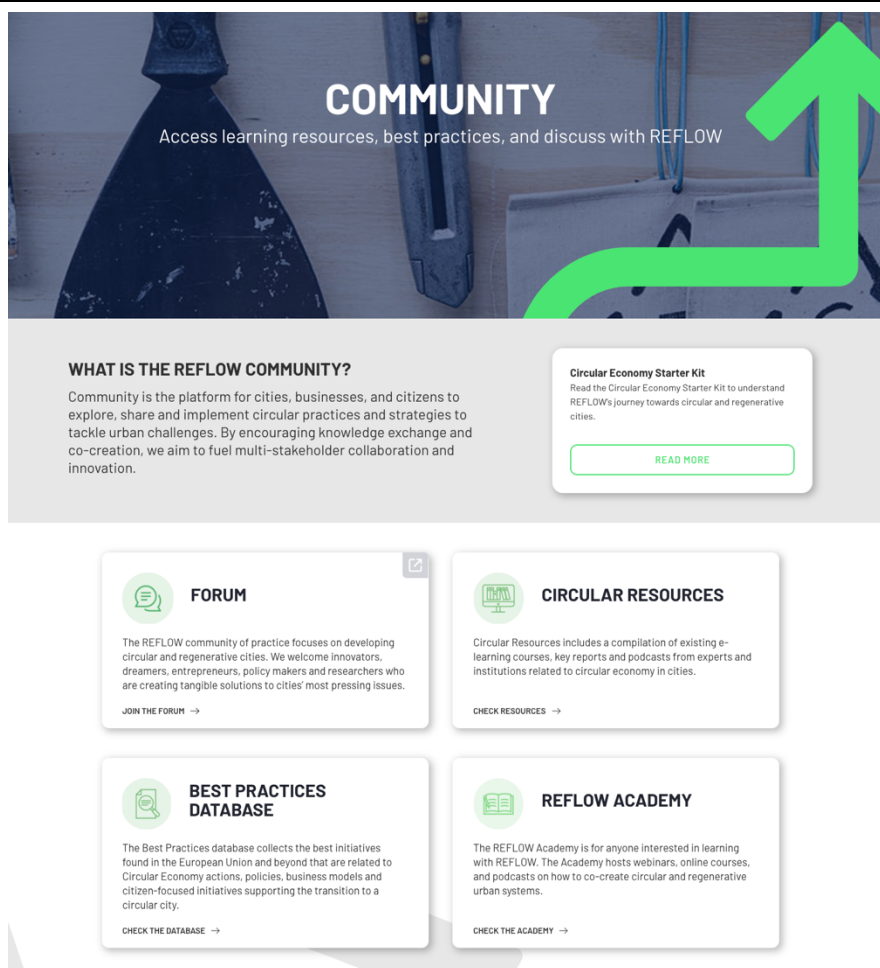 COMMUNITY
Access learning resources, best practices, and discuss with REFLOW
WHAT IS THE REFLOW COMMUNITY?
Community is the platform for cities, businesses, and citizens to
explore, share and implement circular practices and strategies to
tackle urban challenges. By encouraging knowledge exchange and
co-creation, we aim to fuel multi-stakeholder collaboration and
innovation.
Circular Economy Starter Kit
Read the Circular Economy Starter Kit to understand
REFLOW's journey towards circular and regenerative
cities.
READ MORE
FORUM
The REFLOW community of practice focuses on developing
circular and regenerative cities. We welcome innovators,
dreamers, entrepreneurs, policy makers and researchers who
are creating tangible solutions to cities' most pressing issues.
JOIN THE FORUM →
CIRCULAR RESOURCES
Circular Resources includes a compilation of existing e-
learning courses, key reports and podcasts from experts and
institutions related to circular economy in cities.
CHECK RESOURCES →
BEST PRACTICES
DATABASE
The Best Practices database collects the best initiatives
found in the European Union and beyond that are related to
Circular Economy actions, policies, business models and
citizen-focused initiatives supporting the transition to a
circular city.
CHECK THE DATABASE →
REFLOW ACADEMY
The REFLOW Academy is for anyone interested in learning
with REFLOW. The Academy hosts webinars, online courses,
and podcasts on how to co-create circular and regenerative
urban systems.
CHECK THE ACADEMY →